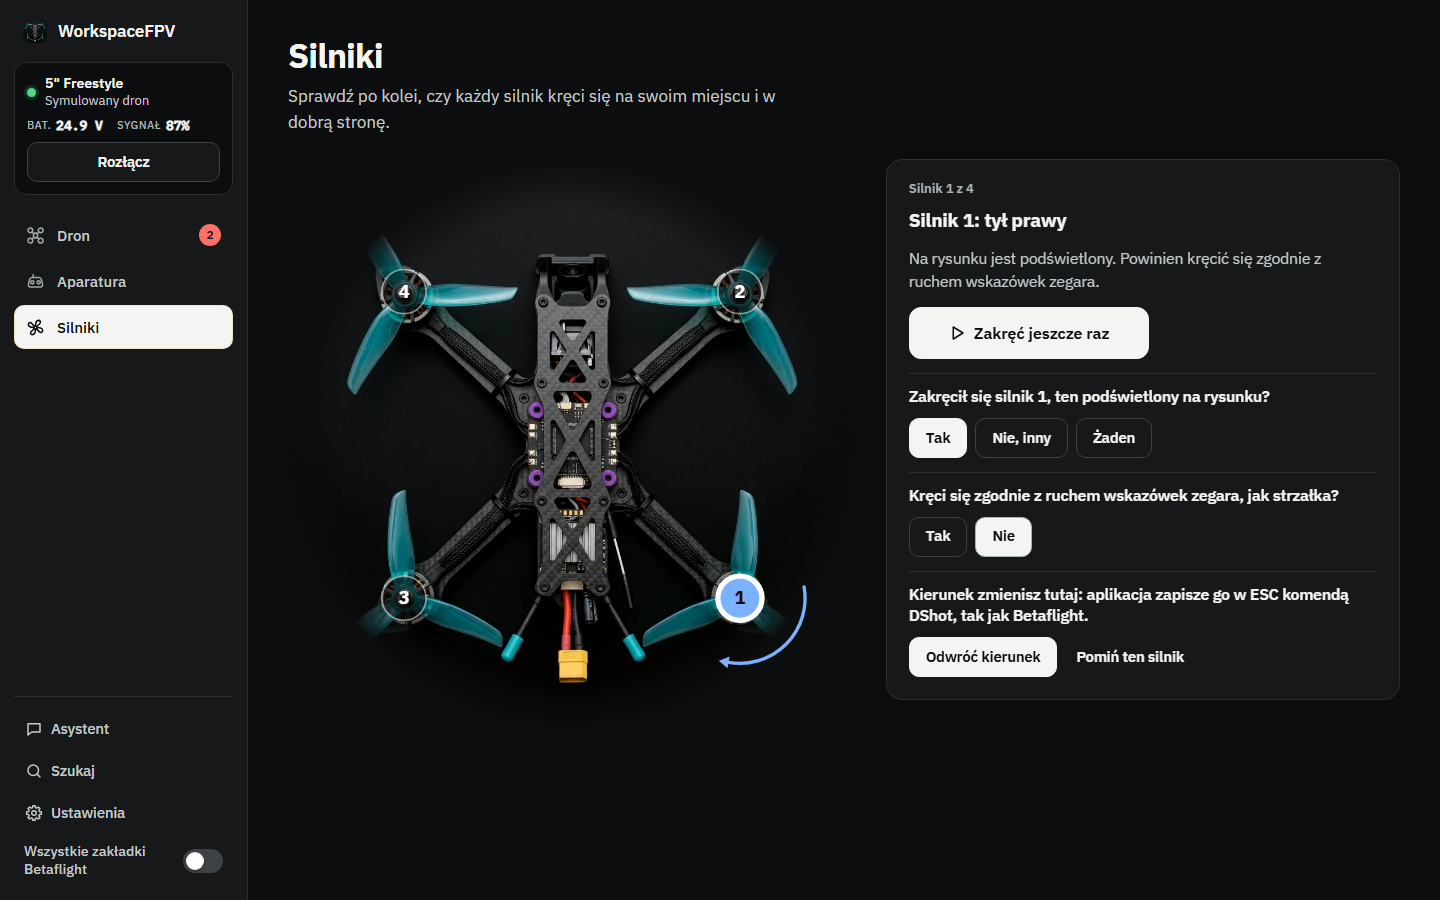 WorkspaceFPV
5" Freestyle
Symulowany dron
BAT. 24.9 V SYGNAŁ 87%
Rozłącz
Dron 2
Aparatura
Silniki
Asystent
Szukaj
Ustawienia
Wszystkie zakładki
Betaflight
Silniki
Sprawdź po kolei, czy każdy silnik kręci się na swoim miejscu i w
dobrą stronę.
4
2
3
1
Silnik 1 z 4
Silnik 1: tył prawy
Na rysunku jest podświetlony. Powinien kręcić się zgodnie z
ruchem wskazówek zegara.
Zakręć jeszcze raz
Zakręcił się silnik 1, ten podświetlony na rysunku?
Tak Nie, inny Żaden
Kręci się zgodnie z ruchem wskazówek zegara, jak strzałka?
Tak Nie
Kierunek zmienisz tutaj: aplikacja zapisze go w ESC komendą
DShot, tak jak Betaflight.
Odwróć kierunek Pomiń ten silnik